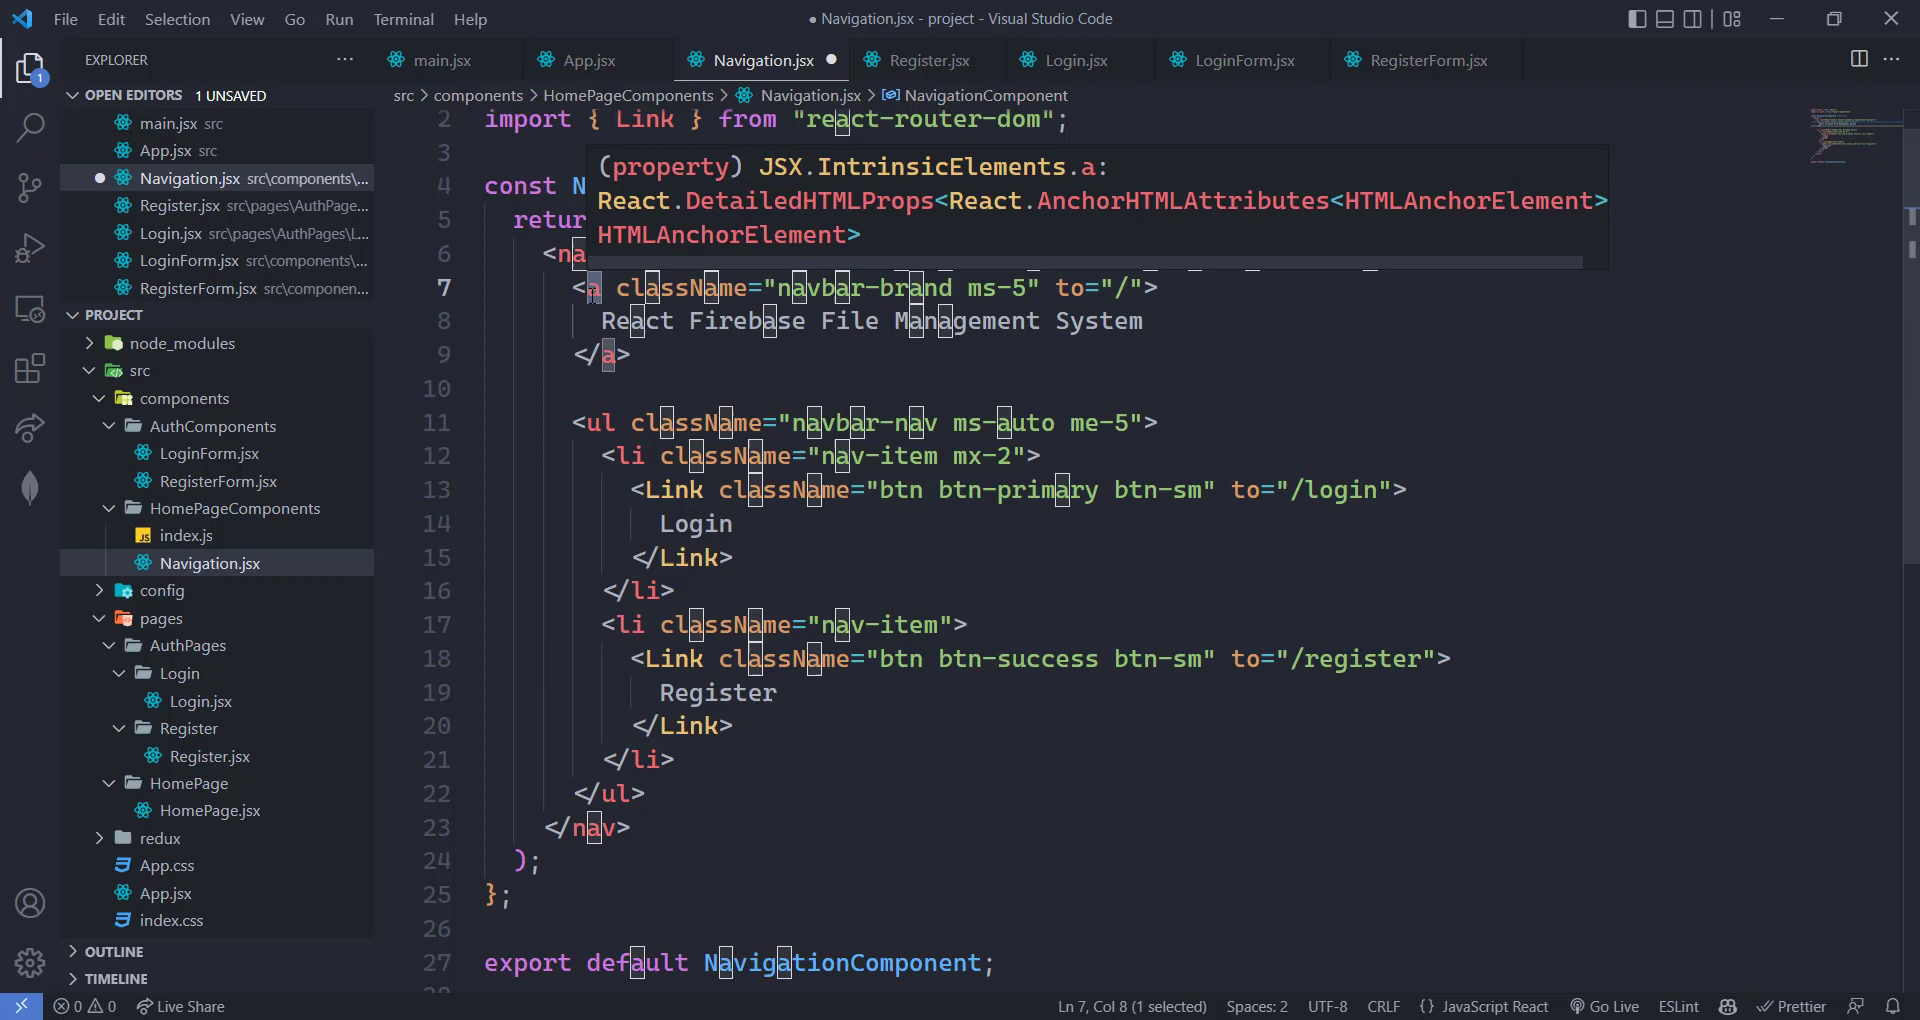 File Edit Selection View Go Run Terminal Help
● Navigation.jsx - project - Visual Studio Code
EXPLORER
main.jsx App.jsx Navigation.jsx Register.jsx Login.jsx LoginForm.jsx RegisterForm.jsx
1
OPEN EDITORS 1 UNSAVED
main.jsx src
App.jsx src
Navigation.jsx src\components\...
Register.jsx src\pages\AuthPage...
Login.jsx src\pages\AuthPages\L...
LoginForm.jsx src\components\...
RegisterForm.jsx src\componen...
PROJECT
node_modules
src
components
AuthComponents
LoginForm.jsx
RegisterForm.jsx
HomePageComponents
JS index.js
Navigation.jsx
config
pages
AuthPages
Login
Login.jsx
Register
Register.jsx
HomePage
HomePage.jsx
redux
App.css
App.jsx
index.css
OUTLINE
TIMELINE
src > components > HomePageComponents > Navigation.jsx > NavigationComponent
2 import { Link } from "react-router-dom";
3
(property) JSX.IntrinsicElements.a:
React.DetailedHTMLProps<React.AnchorHTMLAttributes<HTMLAnchorElement>
HTMLAnchorElement>
4 const N
5 retur
6 <na
7 <a className="navbar-brand ms-5" to="/">
8 React Firebase File Management System
9 </a>
10
11 <ul className="navbar-nav ms-auto me-5">
12 <li className="nav-item mx-2">
13 <Link className="btn btn-primary btn-sm" to="/login">
14 Login
15 </Link>
16 </li>
17 <li className="nav-item">
18 <Link className="btn btn-success btn-sm" to="/register">
19 Register
20 </Link>
21 </li>
22 </ul>
23 </nav>
24 );
25 };
26
27 export default NavigationComponent;
0 0 Live Share Ln 7, Col 8 (1 selected) Spaces: 2 UTF-8 CRLF {} JavaScript React Go Live ESLint Prettier